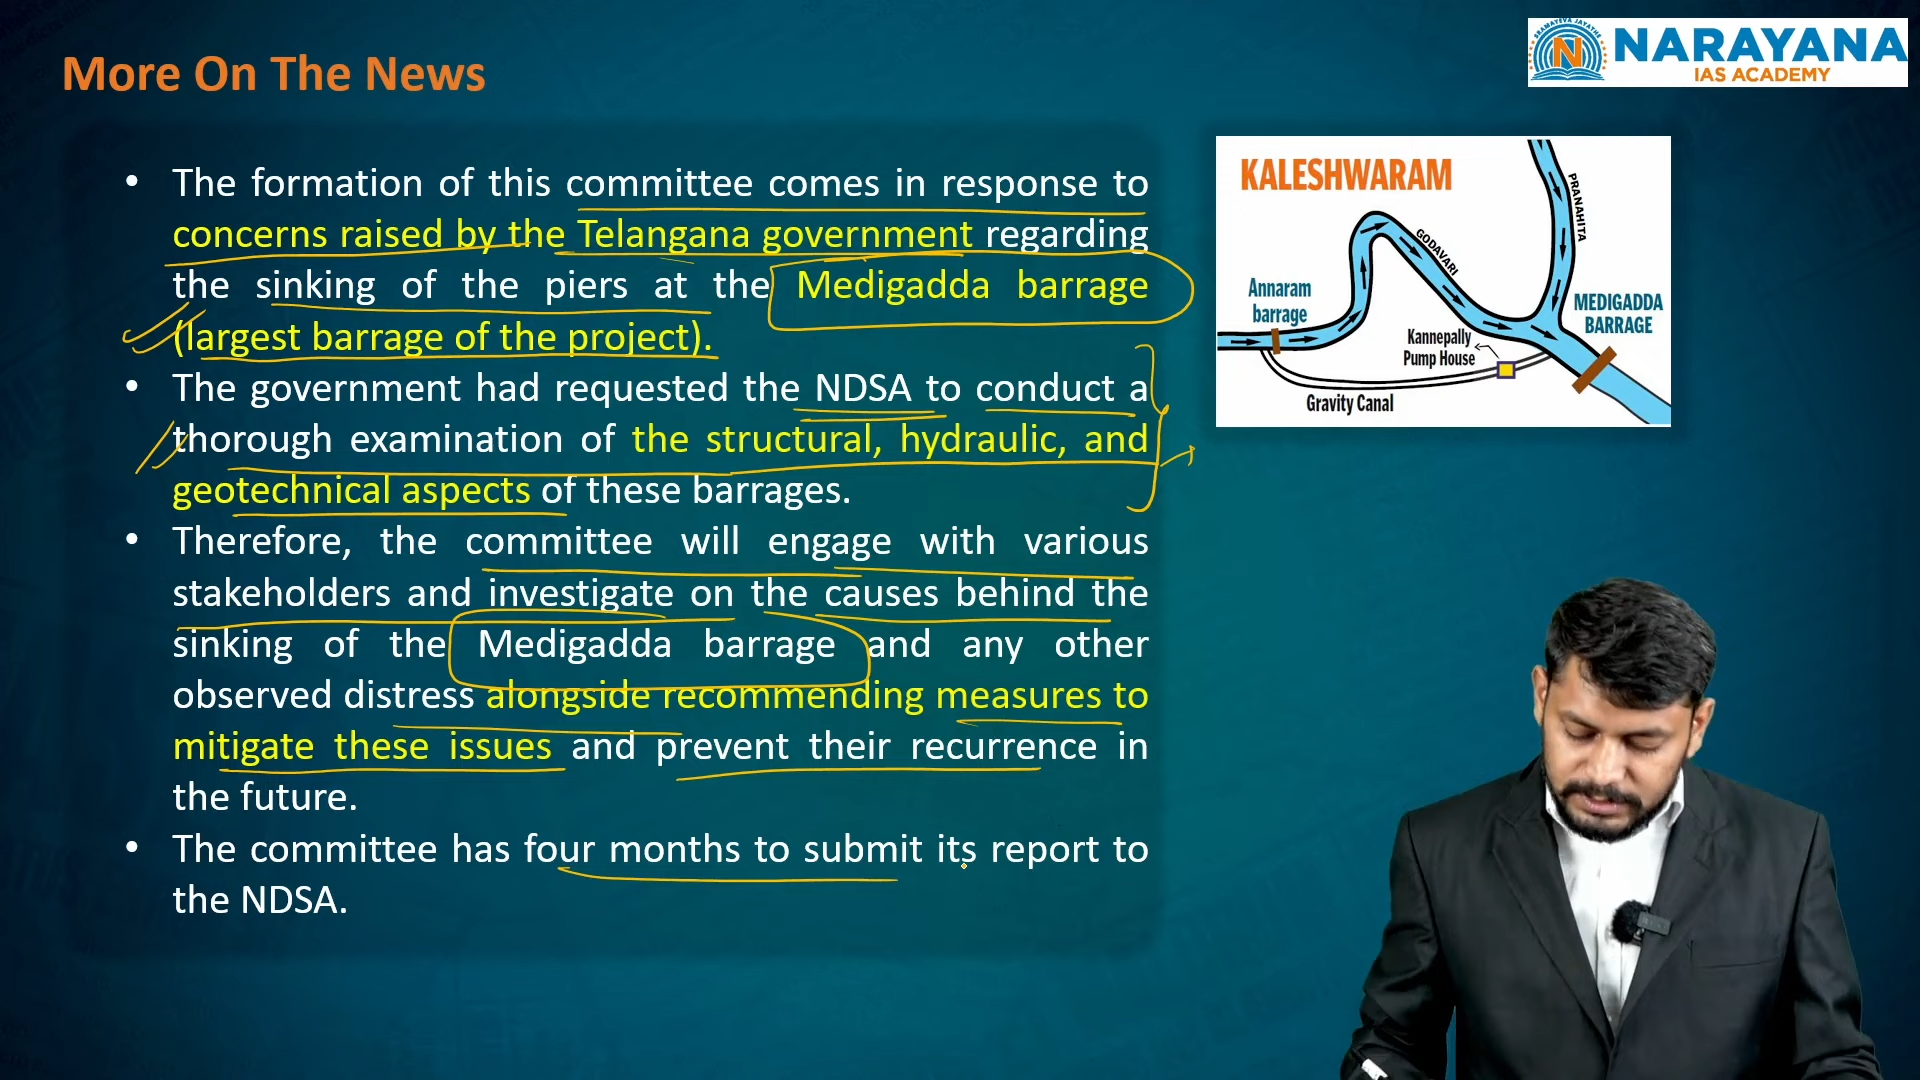 More On The News
NARAYANA
IAS ACADEMY
• The formation of this committee comes in response to
concerns raised by the Telangana government regarding
the sinking of the piers at the Medigadda barrage
(largest barrage of the project).
• The government had requested the NDSA to conduct a
thorough examination of the structural, hydraulic, and
geotechnical aspects of these barrages.
• Therefore, the committee will engage with various
stakeholders and investigate on the causes behind the
sinking of the Medigadda barrage and any other
observed distress alongside recommending measures to
mitigate these issues and prevent their recurrence in
the future.
• The committee has four months to submit its report to
the NDSA.
KALESHWARAM
PRANAHITA
GODAVARI
Annaram
barrage
MEDIGADDA
BARRAGE
Kannepally
Pump House
Gravity Canal